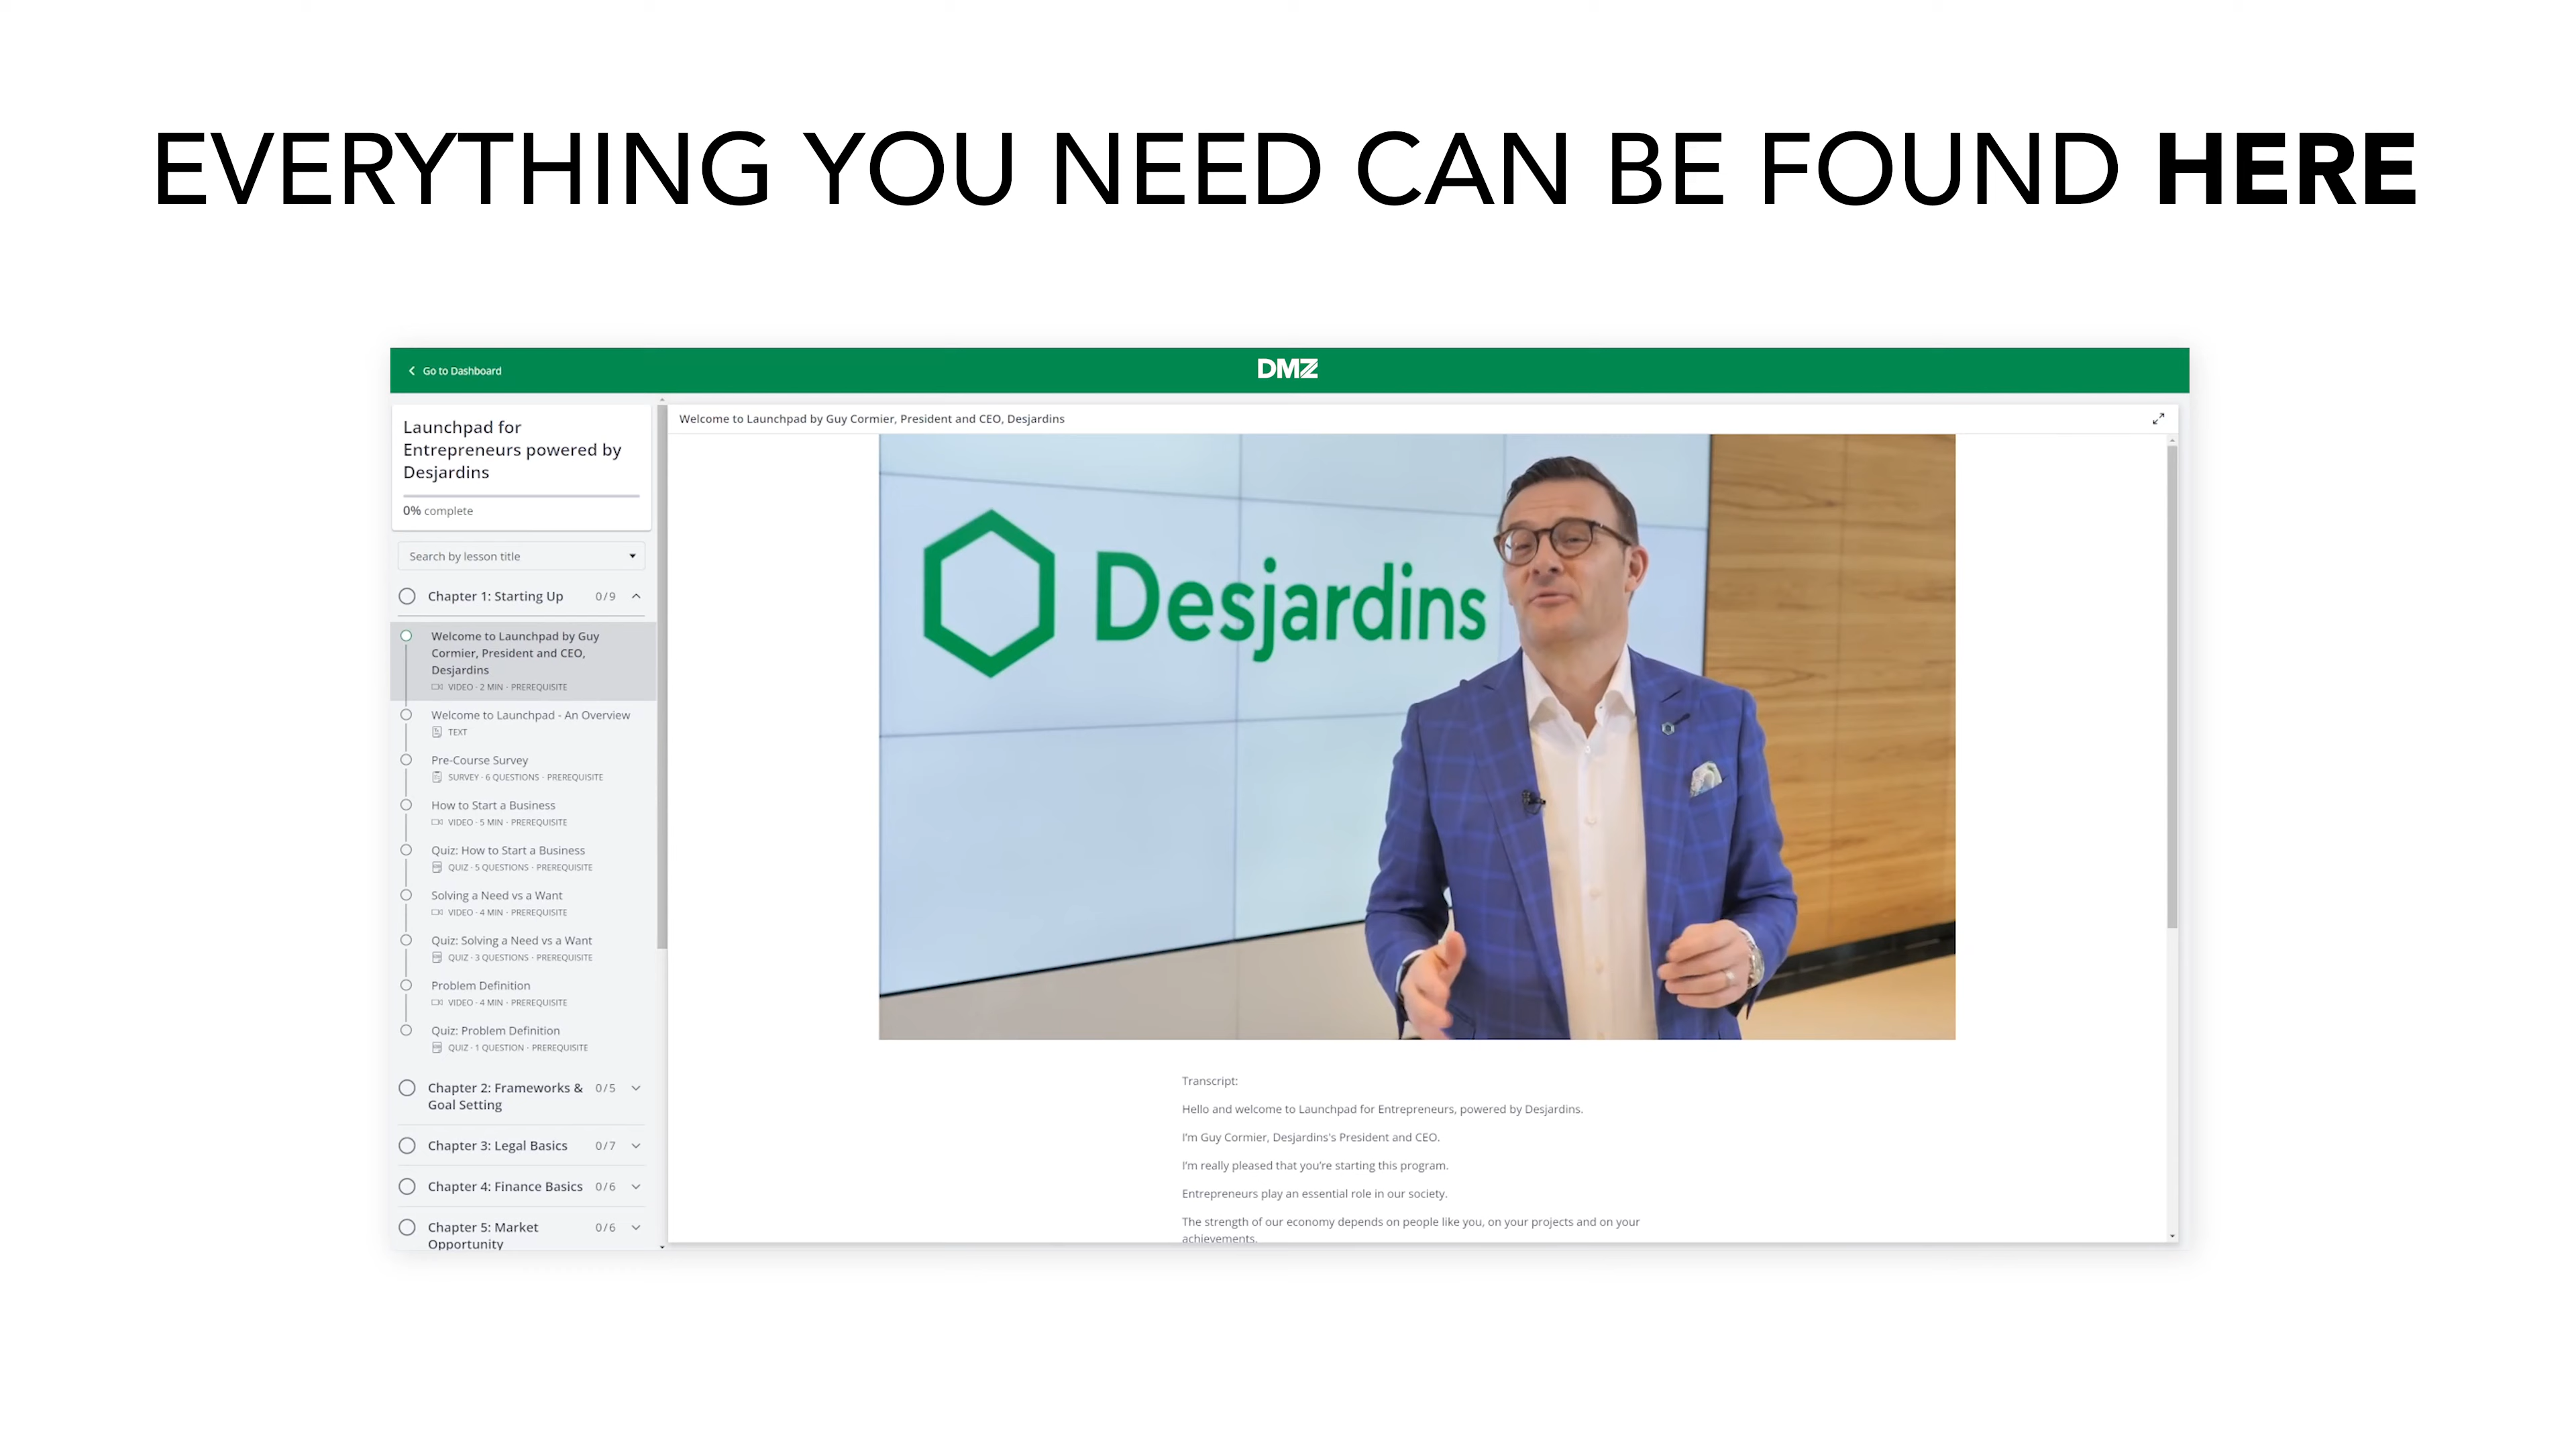 EVERYTHING YOU NEED CAN BE FOUND HERE
Go to Dashboard
DMZ
Launchpad for
Entrepreneurs powered by
Desjardins
0% complete
Search by lesson title
Chapter 1: Starting Up 0/9
Welcome to Launchpad by Guy
Cormier, President and CEO,
Desjardins
VIDEO · 2 MIN · PREREQUISITE
Welcome to Launchpad - An Overview
TEXT
Pre-Course Survey
SURVEY · 6 QUESTIONS · PREREQUISITE
How to Start a Business
VIDEO · 5 MIN · PREREQUISITE
Quiz: How to Start a Business
QUIZ · 5 QUESTIONS · PREREQUISITE
Solving a Need vs a Want
VIDEO · 4 MIN · PREREQUISITE
Quiz: Solving a Need vs a Want
QUIZ · 3 QUESTIONS · PREREQUISITE
Problem Definition
VIDEO · 4 MIN · PREREQUISITE
Quiz: Problem Definition
QUIZ · 1 QUESTION · PREREQUISITE
Chapter 2: Frameworks & 0/5
Goal Setting
Chapter 3: Legal Basics 0/7
Chapter 4: Finance Basics 0/6
Chapter 5: Market 0/6
Opportunity
Welcome to Launchpad by Guy Cormier, President and CEO, Desjardins
Desjardins
Transcript:
Hello and welcome to Launchpad for Entrepreneurs, powered by Desjardins.
I'm Guy Cormier, Desjardins's President and CEO.
I'm really pleased that you're starting this program.
Entrepreneurs play an essential role in our society.
The strength of our economy depends on people like you, on your projects and on your
achievements.